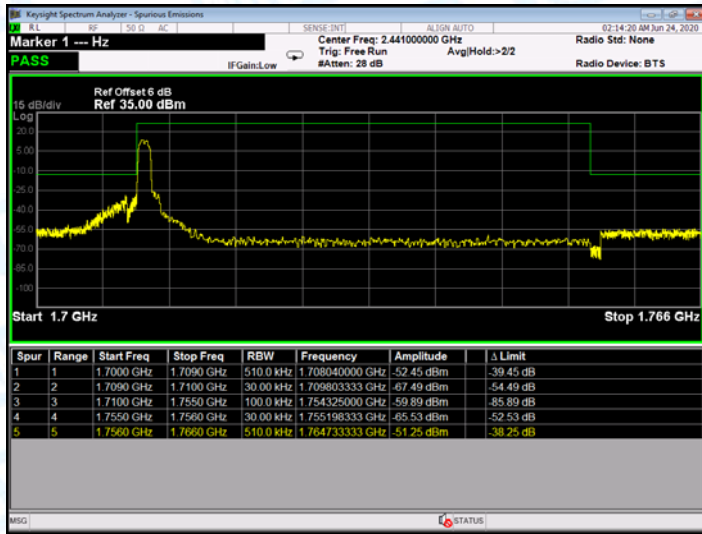 Keysight Spectrum Analyzer - Spurious Emissions
RL RF 50 Ω AC SENSE:INT ALIGN AUTO 02:14:20 AM Jun 24, 2020
Marker 1 --- Hz Center Freq: 2.441000000 GHz Radio Std: None
Trig: Free Run Avg|Hold:>2/2
PASS IFGain:Low #Atten: 28 dB Radio Device: BTS
Ref Offset 6 dB
15 dB/div Ref 35.00 dBm
Log
20.0
5.00
-10.0
-25.0
-40.0
-55.0
-70.0
-85.0
-100
Start 1.7 GHz Stop 1.766 GHz
Spur Range Start Freq Stop Freq RBW Frequency Amplitude Δ Limit
1 1 1.7000 GHz 1.7090 GHz 510.0 kHz 1.708040000 GHz -52.45 dBm -39.45 dB
2 2 1.7090 GHz 1.7100 GHz 30.00 kHz 1.709803333 GHz -67.49 dBm -54.49 dB
3 3 1.7100 GHz 1.7550 GHz 100.0 kHz 1.754325000 GHz -59.89 dBm -85.89 dB
4 4 1.7550 GHz 1.7560 GHz 30.00 kHz 1.755198333 GHz -65.53 dBm -52.53 dB
5 5 1.7560 GHz 1.7660 GHz 510.0 kHz 1.764733333 GHz -51.25 dBm -38.25 dB
MSG STATUS